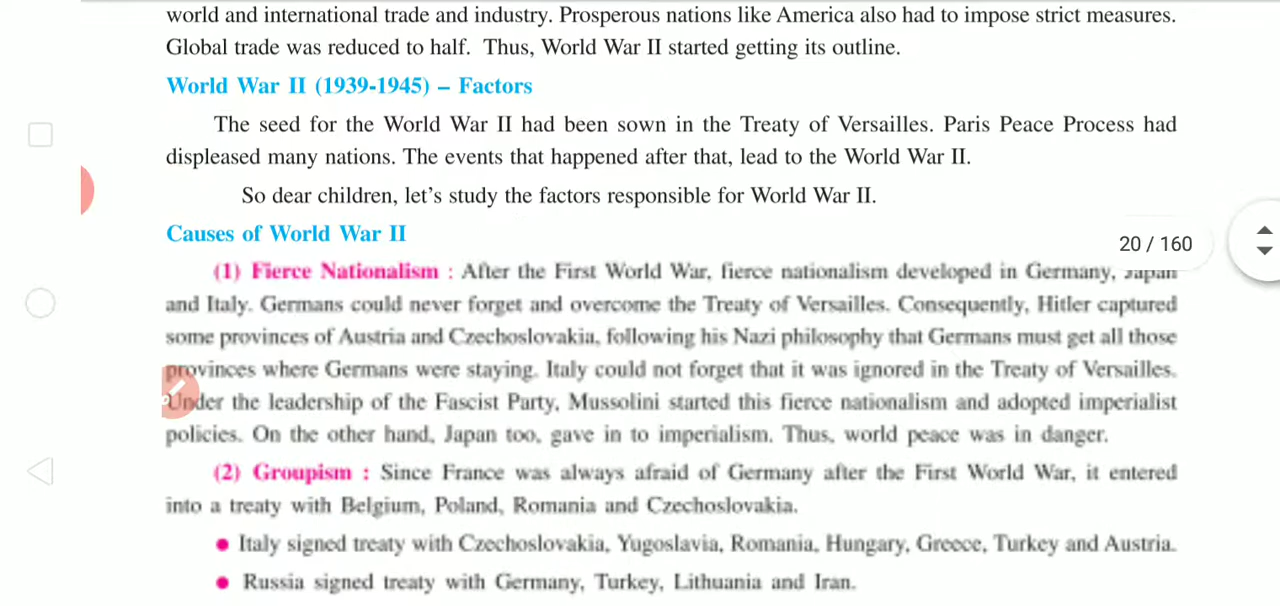 world and international trade and industry. Prosperous nations like America also had to impose strict measures.
Global trade was reduced to half. Thus, World War II started getting its outline.
World War II (1939-1945) – Factors
The seed for the World War II had been sown in the Treaty of Versailles. Paris Peace Process had
displeased many nations. The events that happened after that, lead to the World War II.
So dear children, let's study the factors responsible for World War II.
Causes of World War II
20 / 160
(1) Fierce Nationalism : After the First World War, fierce nationalism developed in Germany, Japan
and Italy. Germans could never forget and overcome the Treaty of Versailles. Consequently, Hitler captured
some provinces of Austria and Czechoslovakia, following his Nazi philosophy that Germans must get all those
provinces where Germans were staying. Italy could not forget that it was ignored in the Treaty of Versailles.
Under the leadership of the Fascist Party, Mussolini started this fierce nationalism and adopted imperialist
policies. On the other hand, Japan too, gave in to imperialism. Thus, world peace was in danger.
(2) Groupism : Since France was always afraid of Germany after the First World War, it entered
into a treaty with Belgium, Poland, Romania and Czechoslovakia.
● Italy signed treaty with Czechoslovakia, Yugoslavia, Romania, Hungary, Greece, Turkey and Austria.
● Russia signed treaty with Germany, Turkey, Lithuania and Iran.